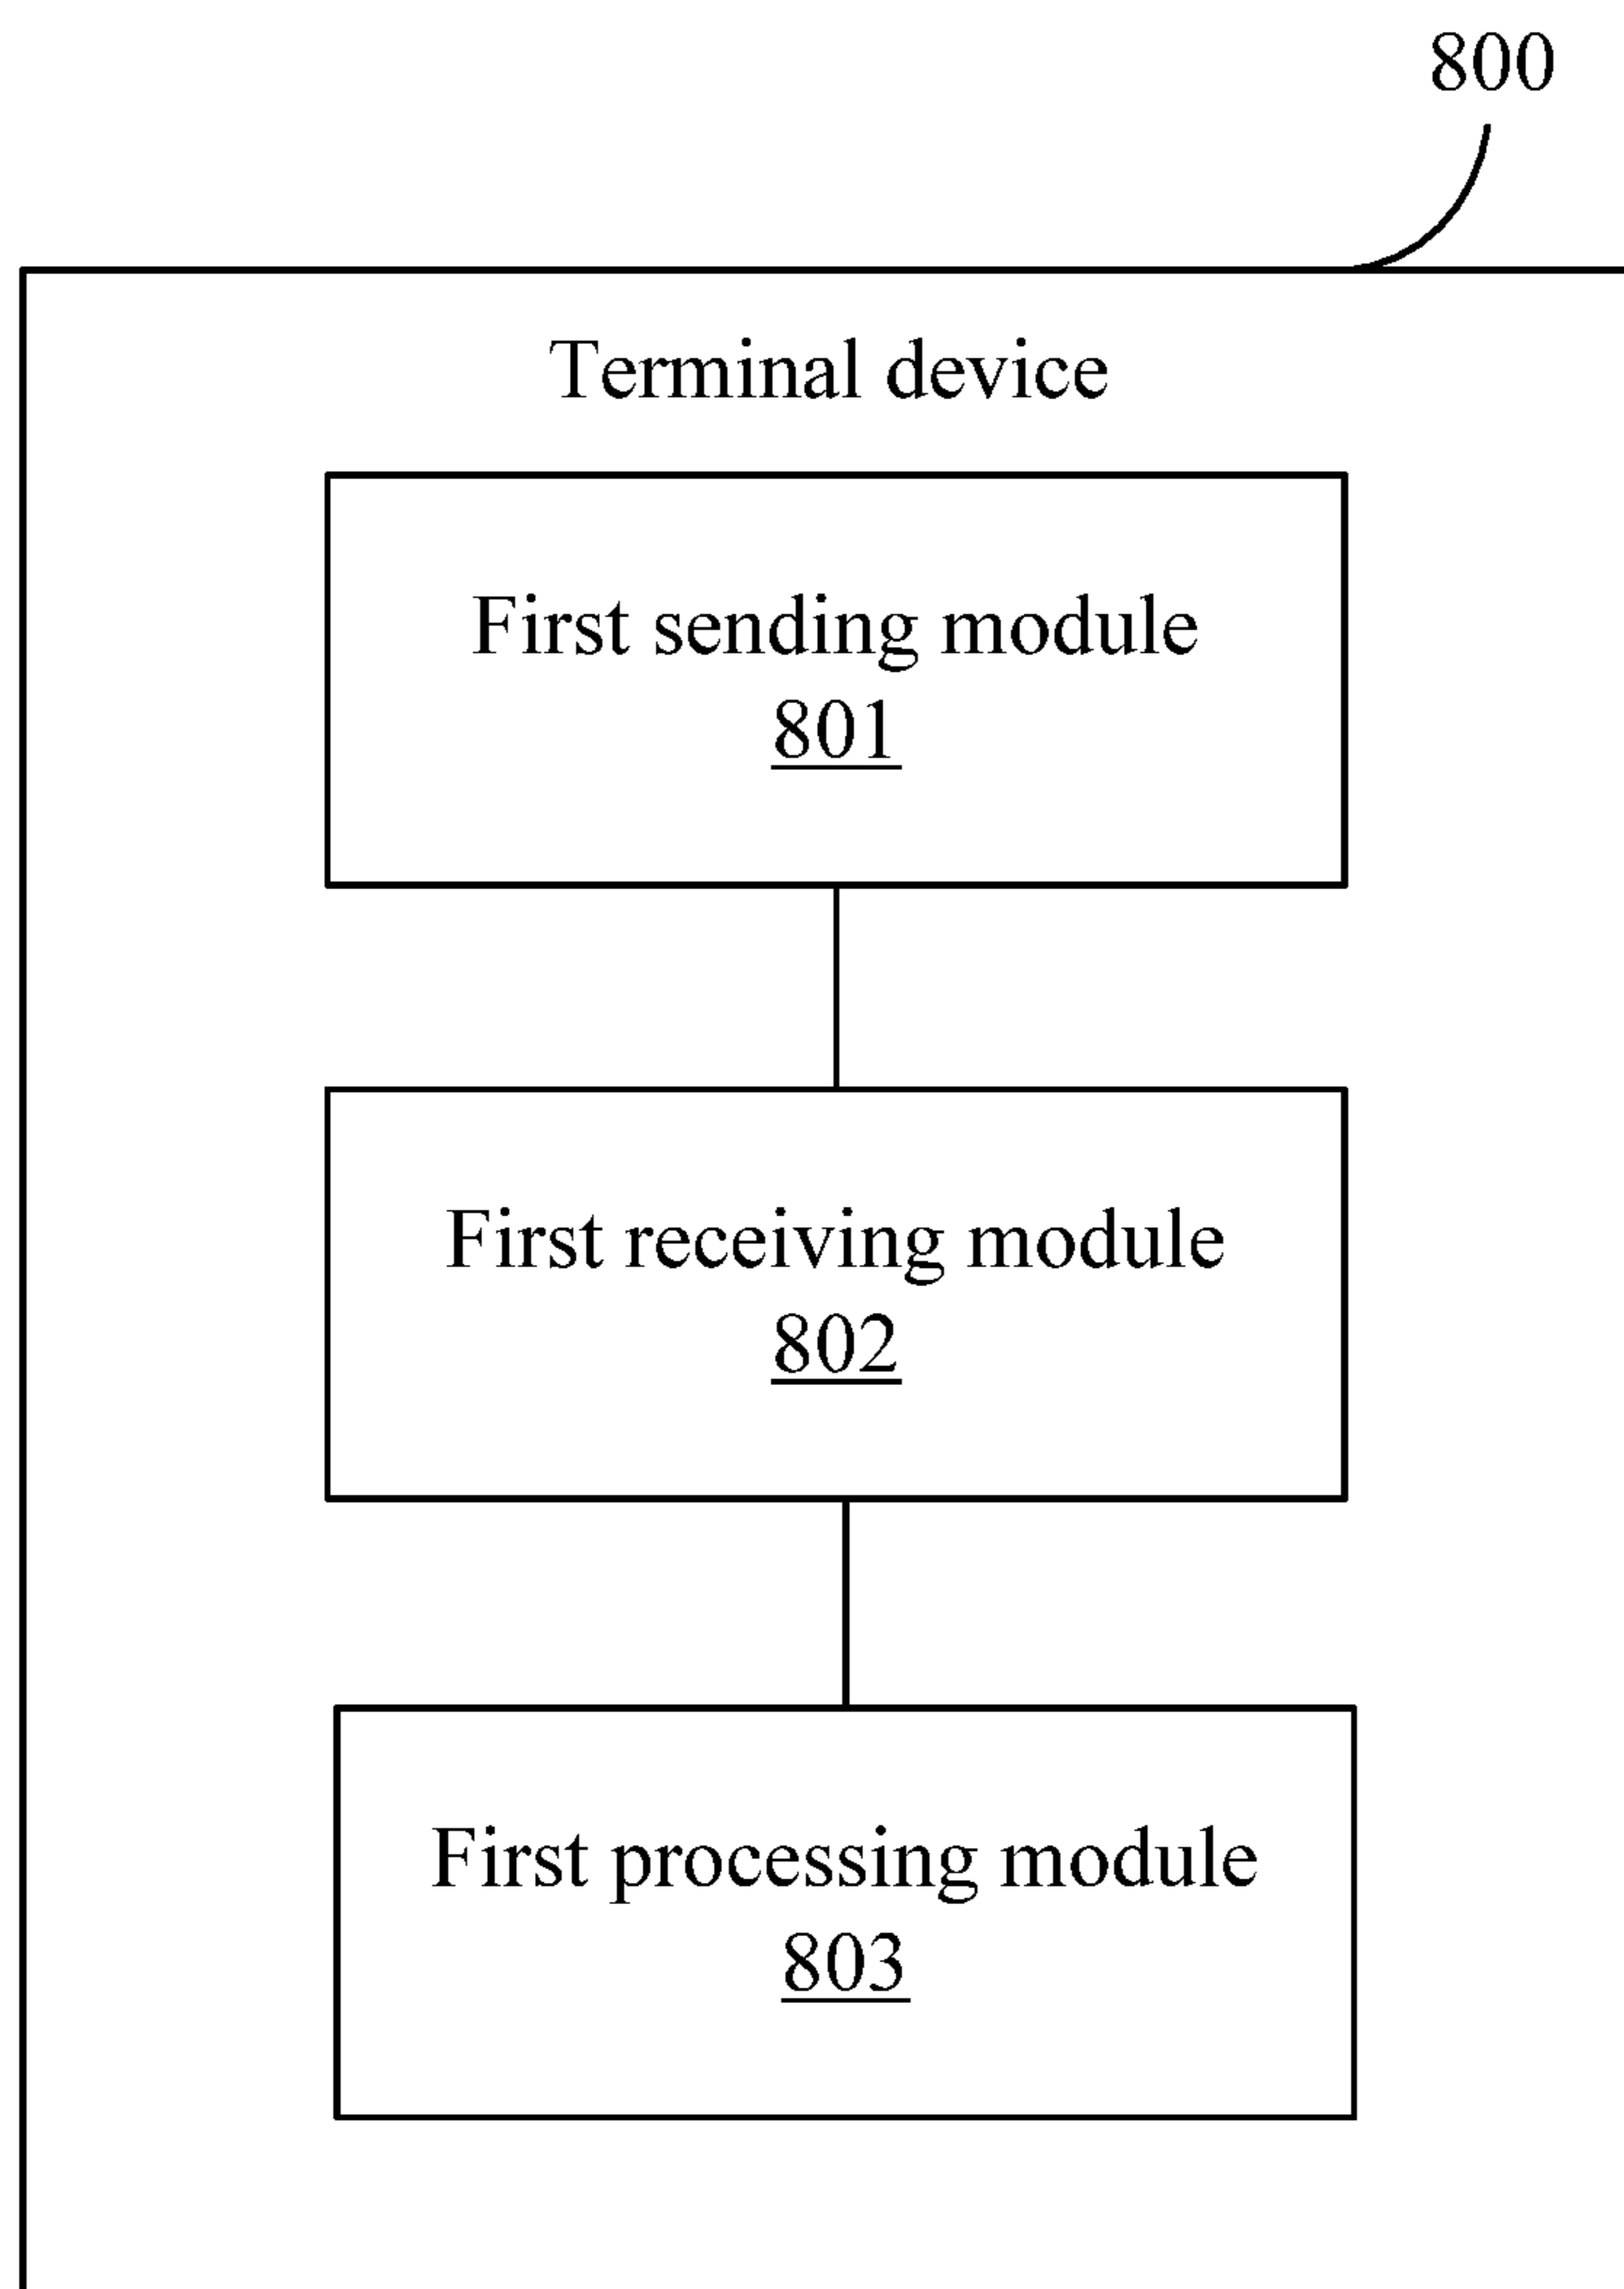 800
Terminal device
First sending module
801
First receiving module
802
First processing module
803